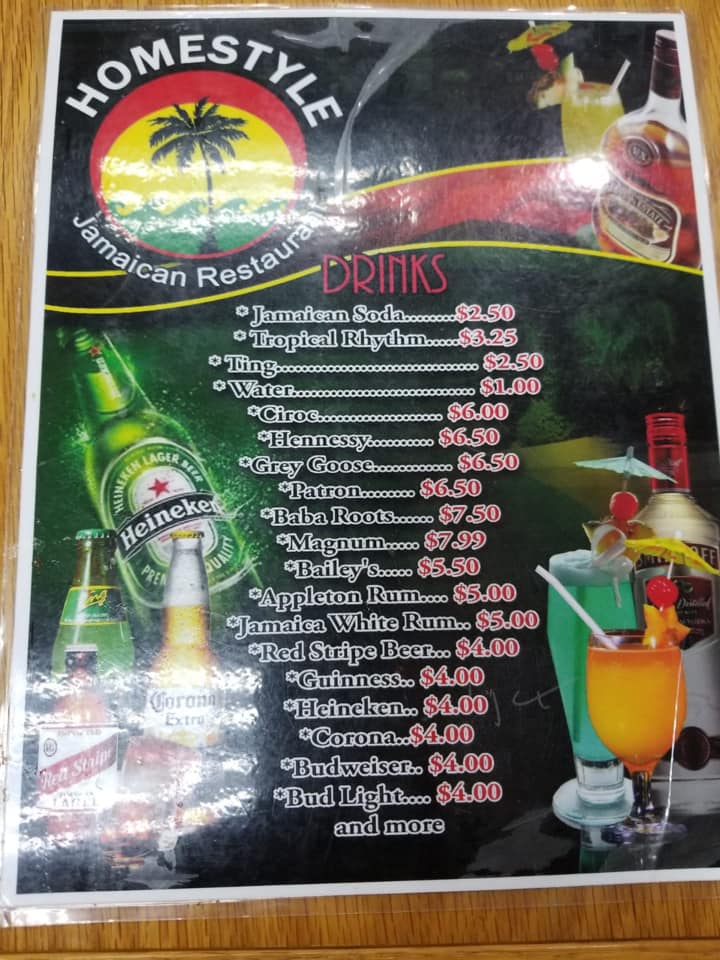 HOMESTYLE
Jamaican Restaurant
DRINKS
* Jamaican Soda.........$2.50
* Tropical Rhythm......$3.25
* Ting................................. $2.50
* Water.............................. $1.00
*Ciroc..................... $6.00
*Hennessy........... $6.50
*Grey Goose............. $6.50
*Patron......... $6.50
*Baba Roots...... $7.50
*Magnum..... $7.99
*Bailey's..... $5.50
*Appleton Rum.... $5.00
*Jamaica White Rum.. $5.00
*Red Stripe Beer... $4.00
*Guinness.. $4.00
*Heineken.. $4.00
*Corona..$4.00
*Budweiser.. $4.00
*Bud Light.... $4.00
and more
HEINEKEN LAGER BEER
Heineken
QUALITY
Ting
Corona
Extra
Red Stripe
LAGER